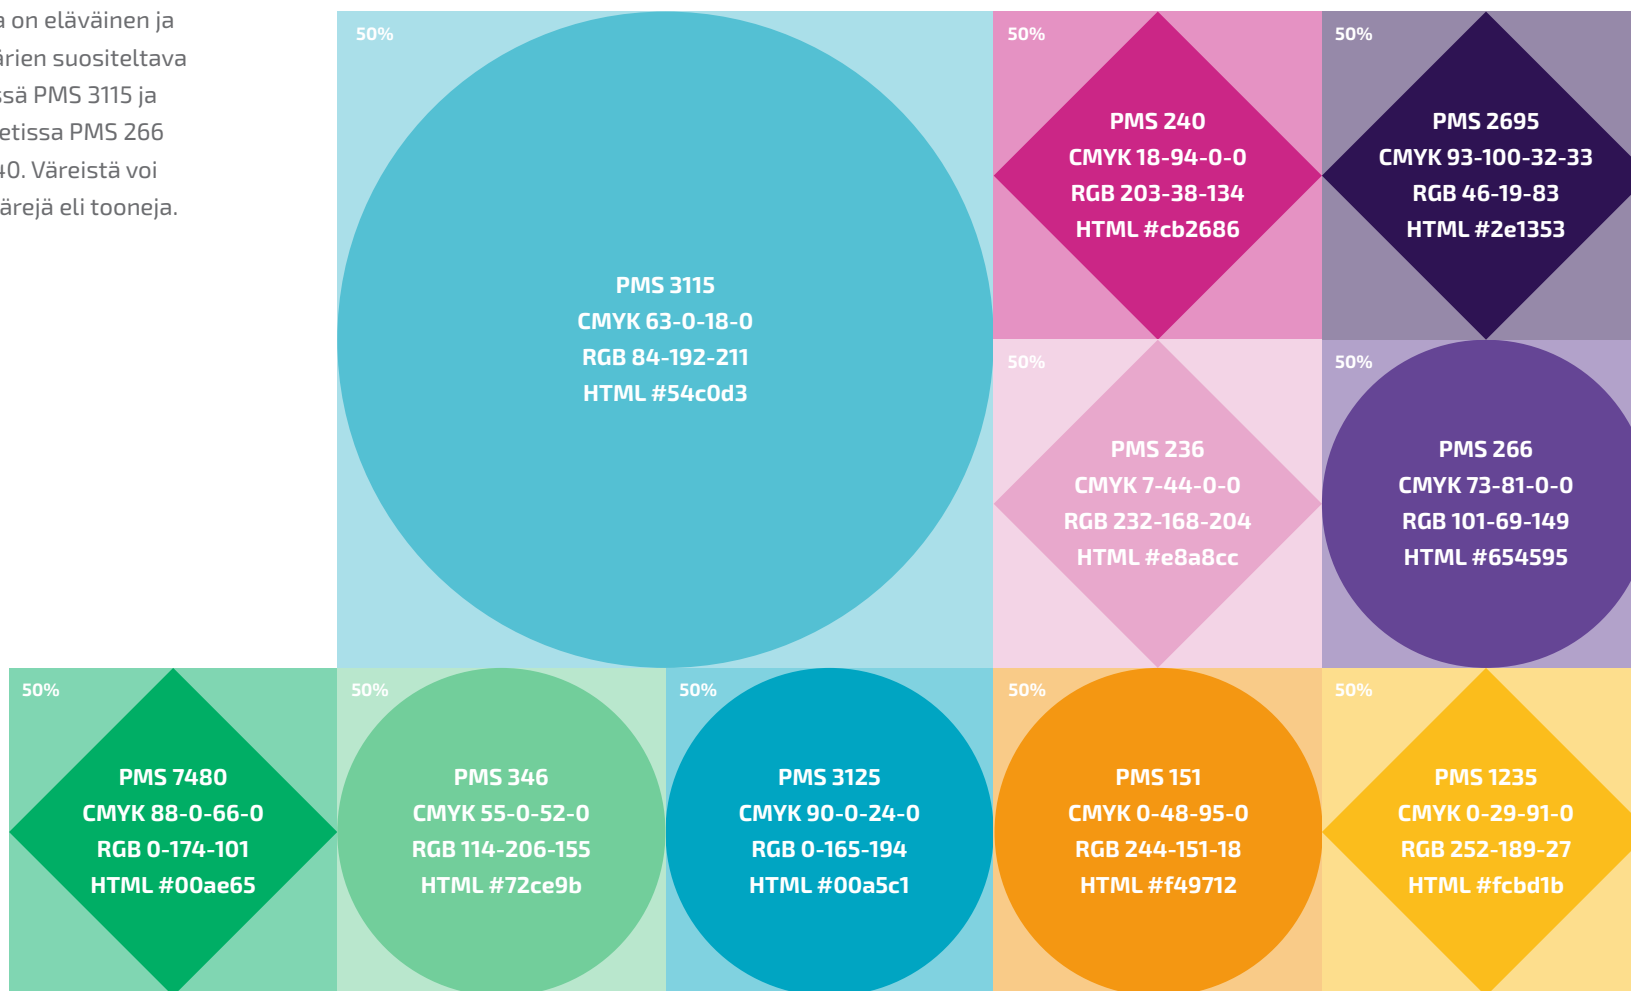 a on eläväinen ja
ärien suositeltava
ssä PMS 3115 ja
etissa PMS 266
40. Väreistä voi
ärejä eli tooneja.
50%
PMS 3115
CMYK 63-0-18-0
RGB 84-192-211
HTML #54c0d3
50%
PMS 240
CMYK 18-94-0-0
RGB 203-38-134
HTML #cb2686
50%
PMS 2695
CMYK 93-100-32-33
RGB 46-19-83
HTML #2e1353
50%
PMS 236
CMYK 7-44-0-0
RGB 232-168-204
HTML #e8a8cc
50%
PMS 266
CMYK 73-81-0-0
RGB 101-69-149
HTML #654595
50%
PMS 7480
CMYK 88-0-66-0
RGB 0-174-101
HTML #00ae65
50%
PMS 346
CMYK 55-0-52-0
RGB 114-206-155
HTML #72ce9b
50%
PMS 3125
CMYK 90-0-24-0
RGB 0-165-194
HTML #00a5c1
50%
PMS 151
CMYK 0-48-95-0
RGB 244-151-18
HTML #f49712
50%
PMS 1235
CMYK 0-29-91-0
RGB 252-189-27
HTML #fcbd1b